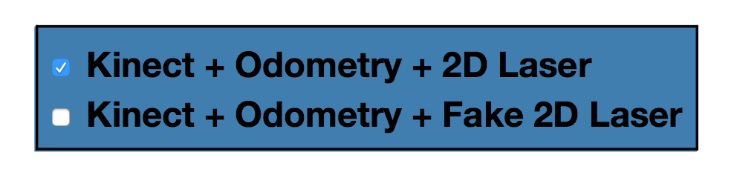 Kinect + Odometry + 2D Laser
Kinect + Odometry + Fake 2D Laser